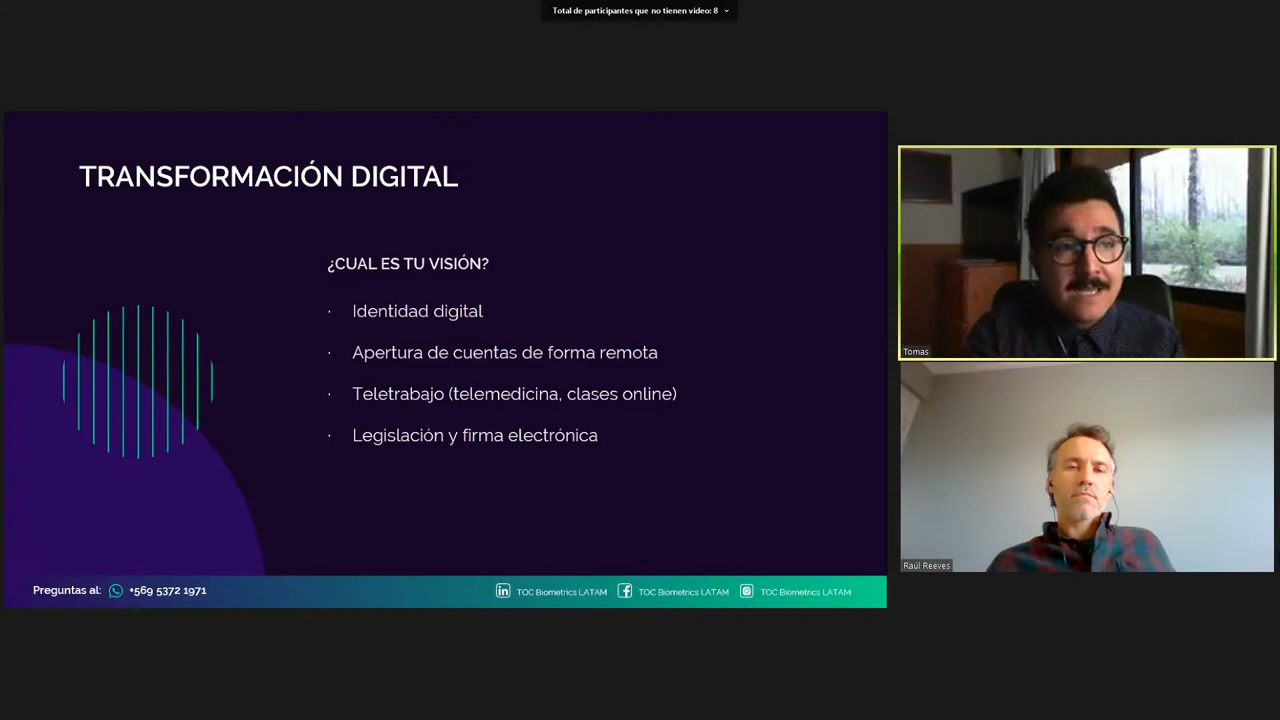 Total de participantes que no tienen video: 8
TRANSFORMACIÓN DIGITAL
¿CUAL ES TU VISIÓN?
· Identidad digital
· Apertura de cuentas de forma remota
· Teletrabajo (telemedicina, clases online)
· Legislación y firma electrónica
Preguntas al: +569 5372 1971
in TOC Biometrics LATAM f TOC Biometrics LATAM TOC Biometrics LATAM
Tomas
Raúl Reeves